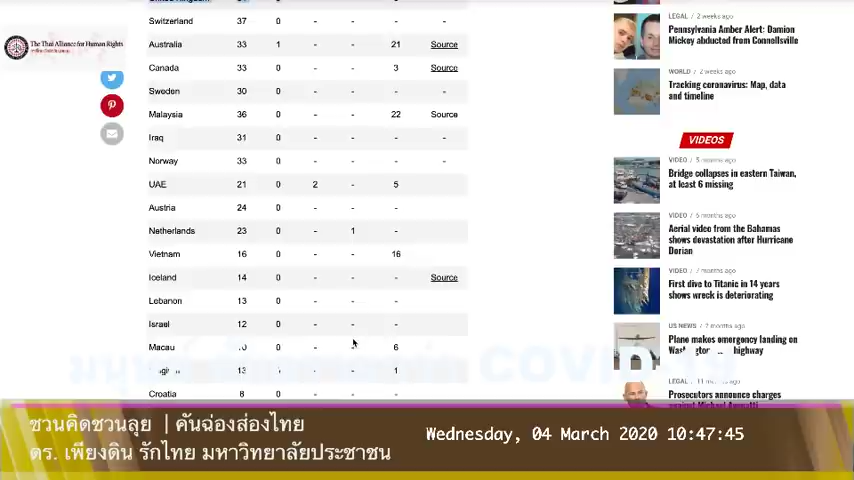 Switzerland 37 0 - - -
Australia 33 1 - - 21 Source
Canada 33 0 - - 3 Source
Sweden 30 0 - - - -
Malaysia 36 0 - - 22 Source
Iraq 31 0 - - - -
Norway 33 0 - - - -
UAE 21 0 2 - 5
Austria 24 0 - - -
Netherlands 23 0 - 1 -
Vietnam 16 0 - - 16
Iceland 14 0 - - - Source
Lebanon 13 0 - - -
Israel 12 0 - - -
Macau 0 - - 6
13 - 1
Croatia 8 0 - - -
The Thai Alliance for Human Rights
LEGAL / 2 weeks ago
Pennsylvania Amber Alert: Damion
Mickey abducted from Connellsville
WORLD / 2 weeks ago
Tracking coronavirus: Map, data
and timeline
VIDEOS
VIDEO / 5 months ago
Bridge collapses in eastern Taiwan,
at least 6 missing
VIDEO / 6 months ago
Aerial video from the Bahamas
shows devastation after Hurricane
Dorian
VIDEO / 7 months ago
First dive to Titanic in 14 years
shows wreck is deteriorating
US NEWS / 7 months ago
Plane makes emergency landing on
highway
LEGAL / 11
Prosecutors announce charges
COVID
ชวนคิดชวนลุย | คันฉ่องส่องไทย
ดร. เพียงดิน รักไทย มหาวิทยาลัยประชาชน
Wednesday, 04 March 2020 10:47:45